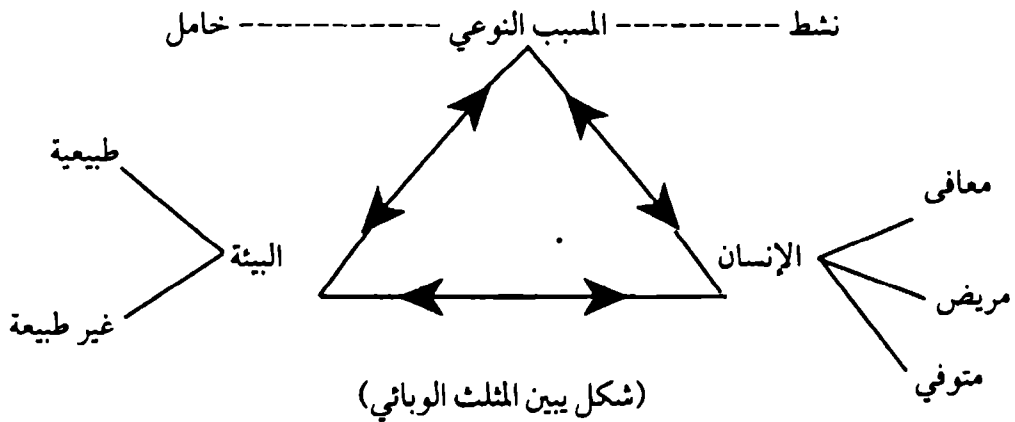 نشط --------- المسبب النوعي ----------- خامل
طبيعية
معافى
الإنسان
البيئة
مريض
غير طبيعة
متوفي
(شكل يبين المثلث الوبائي)